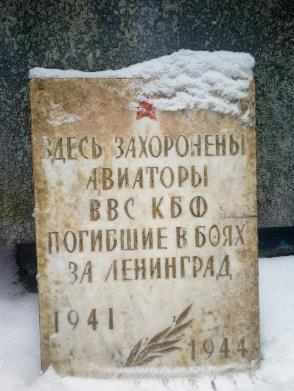 ЗДЕСЬ ЗАХОРОНЕНЫ
АВИАТОРЫ
ВВС КБФ
ПОГИБШИЕ В БОЯХ
ЗА ЛЕНИНГРАД
1941
1944